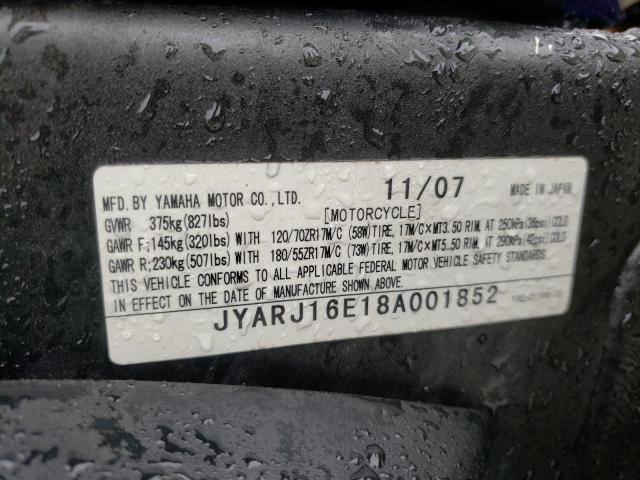 MFD. BY YAMAHA MOTOR CO., LTD. 11/07 MADE IN JAPAN
GVWR 375kg(827lbs) [MOTORCYCLE]
GAWR F;145kg(320lbs) WITH 120/70ZR17M/C (58W)TIRE, 17M/C×MT3.50 RIM, AT 250kPa(36psi) COLD
GAWR R;230kg(507lbs) WITH 180/55ZR17M/C (73W)TIRE, 17M/C×MT5.50 RIM, AT 290kPa(42psi) COLD
THIS VEHICLE CONFORMS TO ALL APPLICABLE FEDERAL MOTOR VEHICLE SAFETY STANDARDS
IN EFFECT ON THE DATE OF MANUFACTURE SHOWN ABOVE.
JYARJ16E18A001852